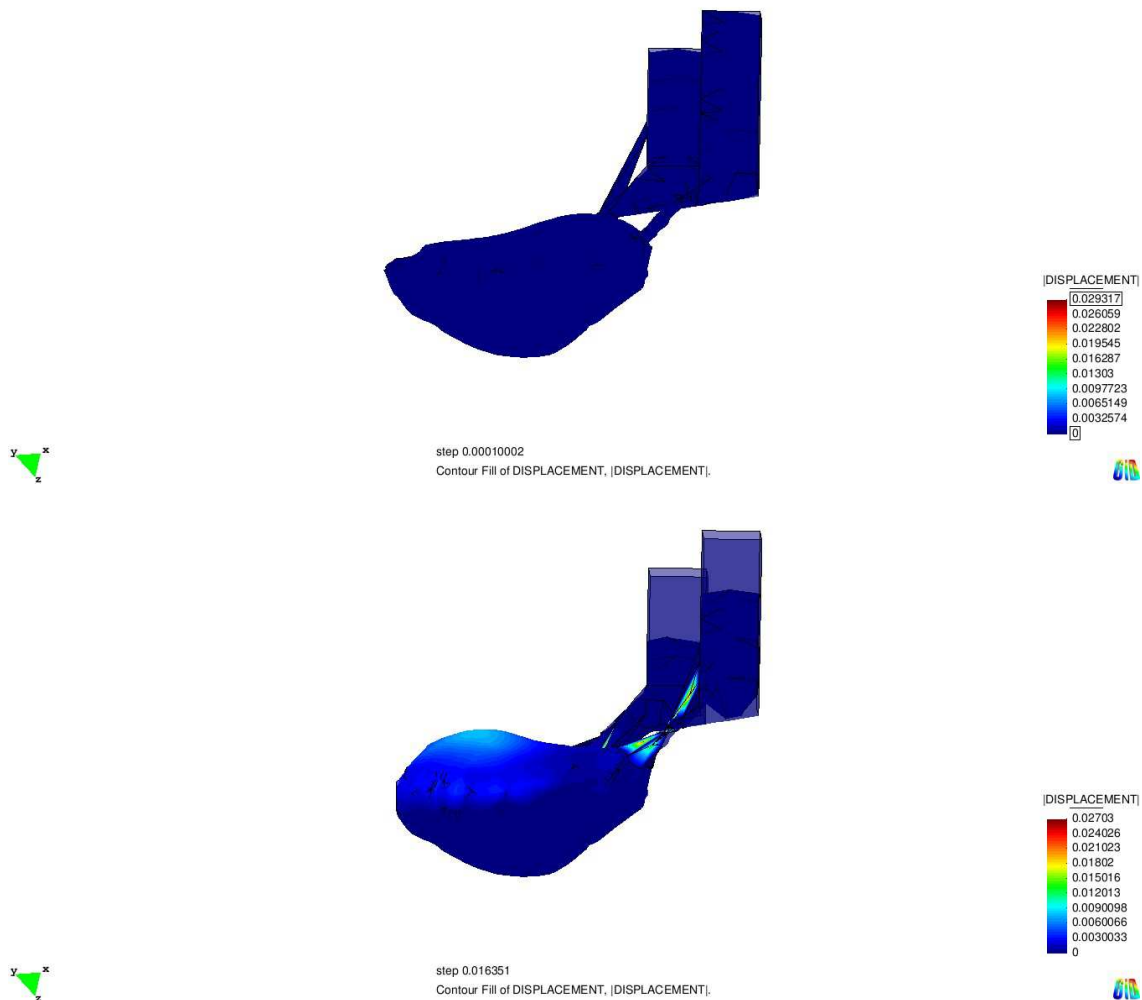 |DISPLACEMENT|
0.029317
0.026059
0.022802
0.019545
0.016287
0.01303
0.0097723
0.0065149
0.0032574
0
y x
z
step 0.00010002
Contour Fill of DISPLACEMENT, |DISPLACEMENT|.
GiD
|DISPLACEMENT|
0.02703
0.024026
0.021023
0.01802
0.015016
0.012013
0.0090098
0.0060066
0.0030033
0
y x
z
step 0.016351
Contour Fill of DISPLACEMENT, |DISPLACEMENT|.
GiD